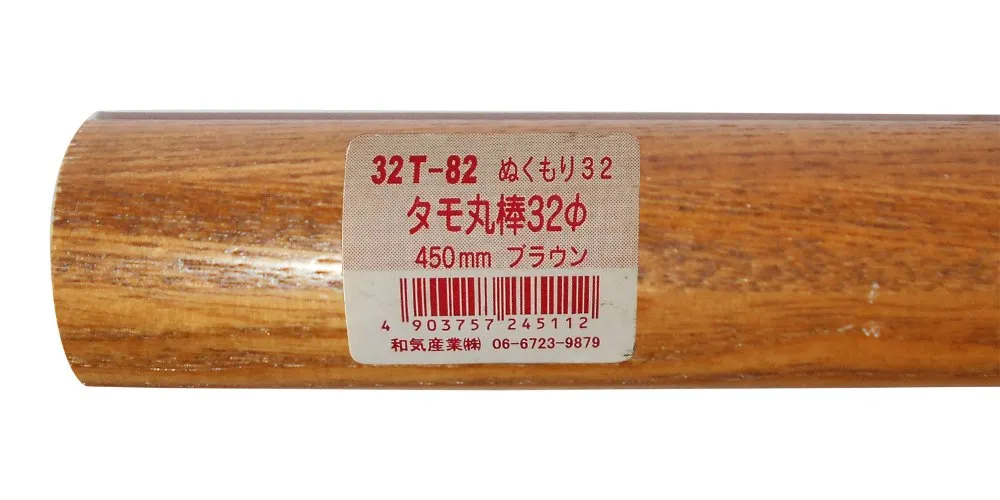 32T-82 ぬくもり32
タモ丸棒32φ
450mm ブラウン
4 903757 245112
和気産業㈱ 06-6723-9879